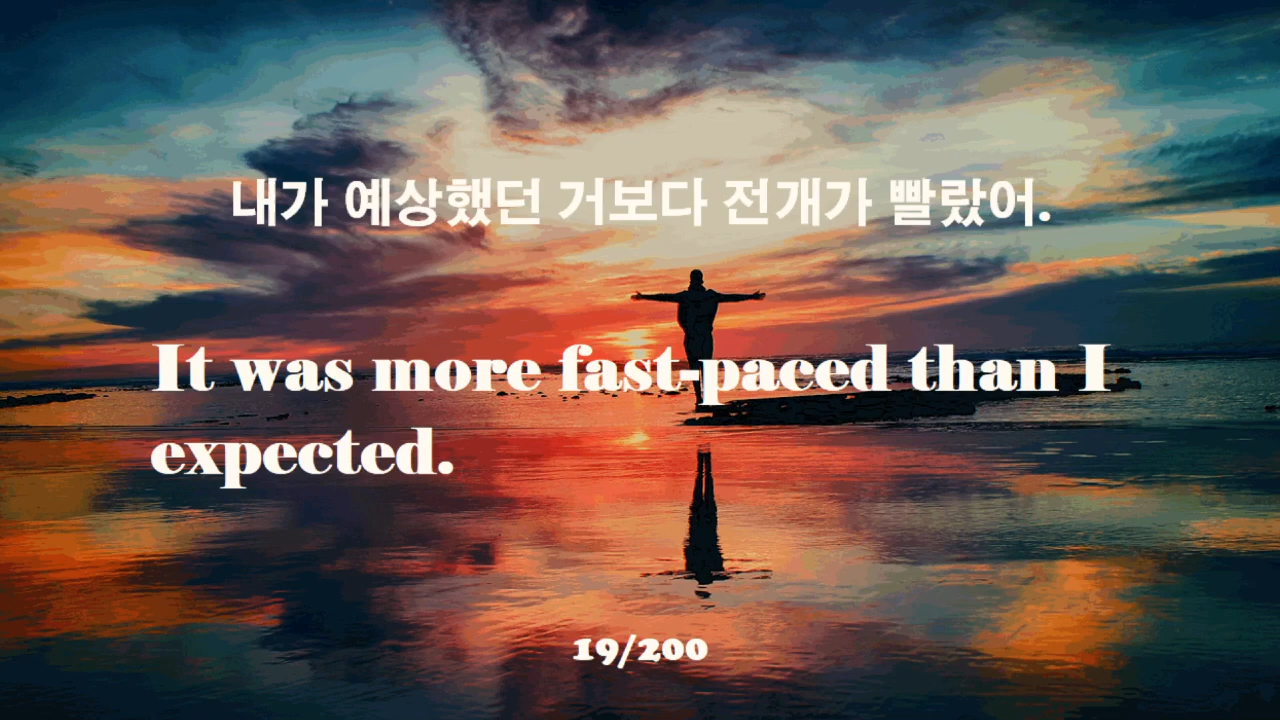 내가 예상했던 거보다 전개가 빨랐어.
It was more fast-paced than I
expected.
19/200